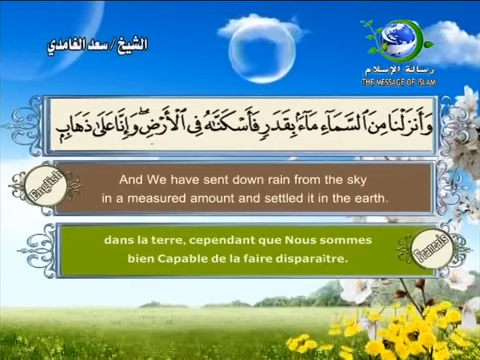 الشيخ / سعد الغامدي
رسالة الإسلام
THE MESSAGE OF ISLAM
وَأَنزَلْنَا مِنَ السَّمَاءِ مَاءً بِقَدَرٍ فَأَسْكَنَّاهُ فِي الْأَرْضِ ۖ وَإِنَّا عَلَىٰ ذَهَابٍ
English
And We have sent down rain from the sky
in a measured amount and settled it in the earth.
Francais
dans la terre, cependant que Nous sommes
bien Capable de la faire disparaître.